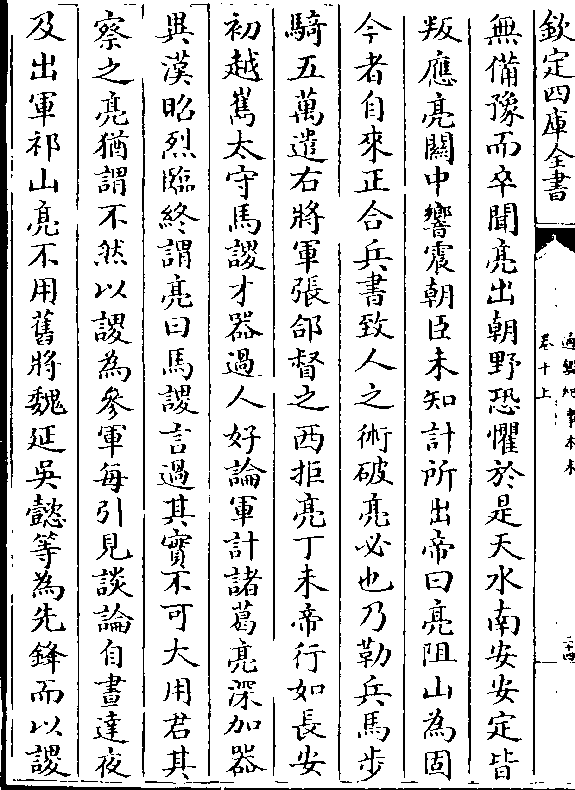 欽定四庫全書
通鑑紀事本末
卷十上
二十四
無備豫而卒聞亮出朝野恐懼於是天水南安安定皆
叛應亮關中響震朝臣未知計所出帝曰亮阻山為固
今者自來正合兵書致人之術破亮必也乃勒兵馬步
騎五萬遣右將軍張郃督之西拒亮丁未帝行如長安
初越嶲太守馬謖才器過人好論軍計諸葛亮深加器
異漢昭烈臨終謂亮曰馬謖言過其實不可大用君其
察之亮猶謂不然以謖為參軍每引見談論自晝達夜
及出軍祁山亮不用舊將魏延吳懿等為先鋒而以謖